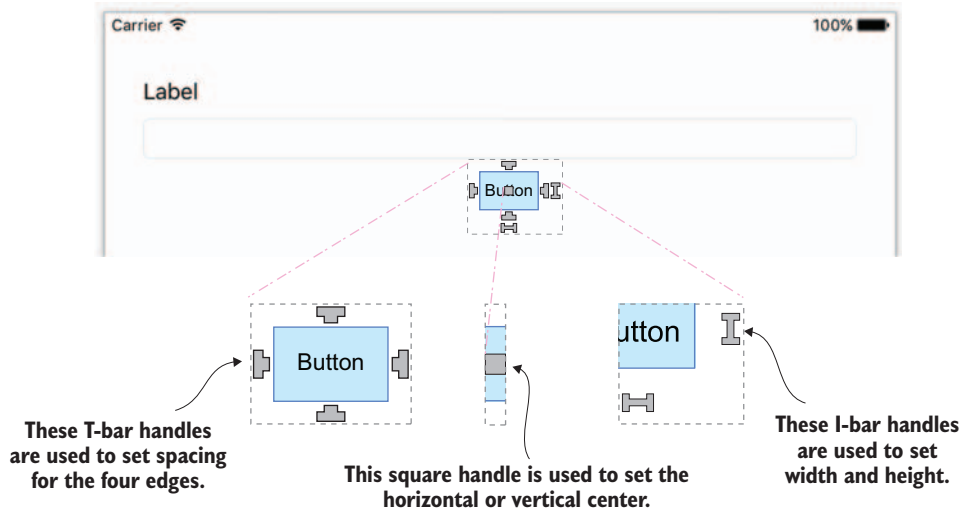 Carrier 100%
Label
Button
Button
utton
These T-bar handles
are used to set spacing
for the four edges.
This square handle is used to set the
horizontal or vertical center.
These I-bar handles
are used to set
width and height.